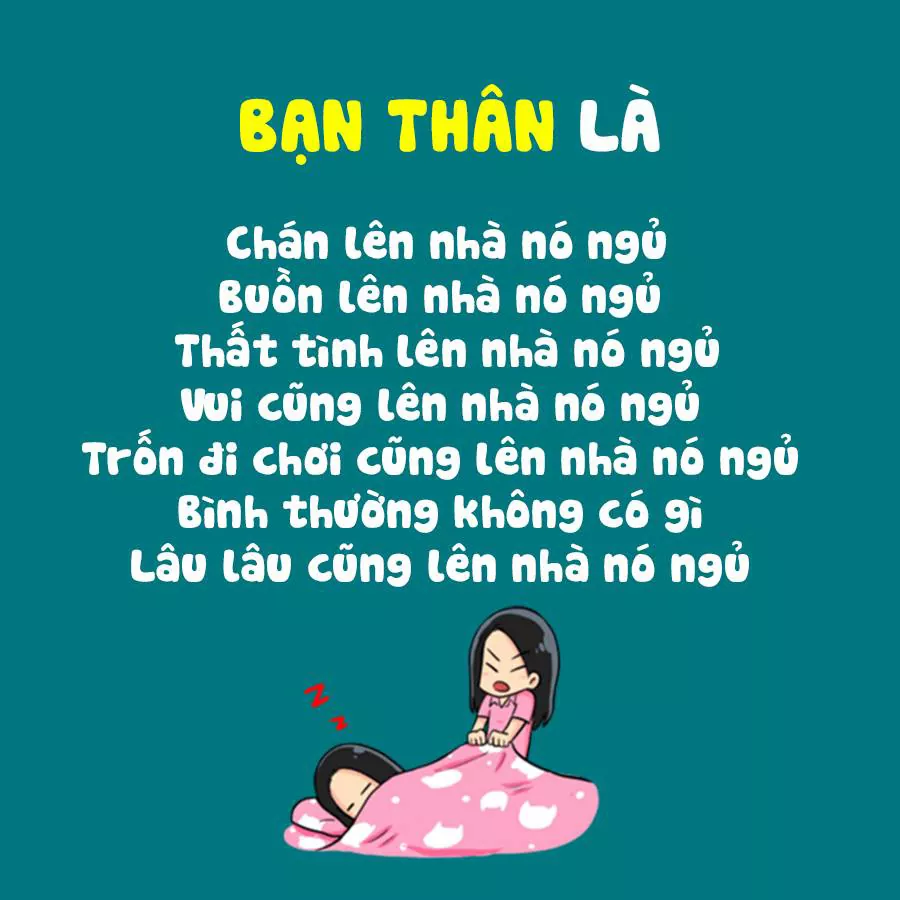 BẠN THÂN LÀ
Chán lên nhà nó ngủ
Buồn lên nhà nó ngủ
Thất tình lên nhà nó ngủ
Vui cũng lên nhà nó ngủ
Trốn đi chơi cũng lên nhà nó ngủ
Bình thường không có gì
Lâu lâu cũng lên nhà nó ngủ
Z
Z